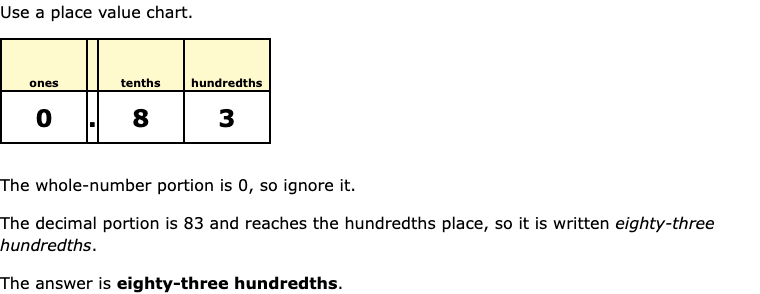 Use a place value chart.
ones tenths hundredths
0 . 8 3
The whole-number portion is 0, so ignore it.
The decimal portion is 83 and reaches the hundredths place, so it is written eighty-three
hundredths.
The answer is eighty-three hundredths.